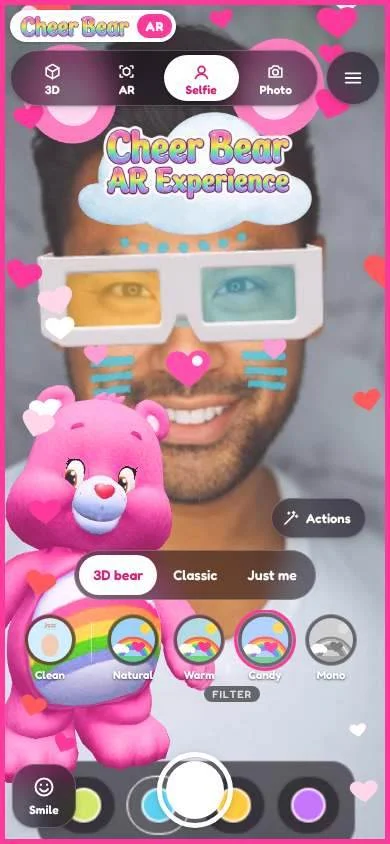 Cheer Bear AR
3D
AR
Selfie
Photo
Cheer Bear
AR Experience
Actions
3D bear
Classic
Just me
Clean
Natural
Warm
Candy
Mono
FILTER
Smile